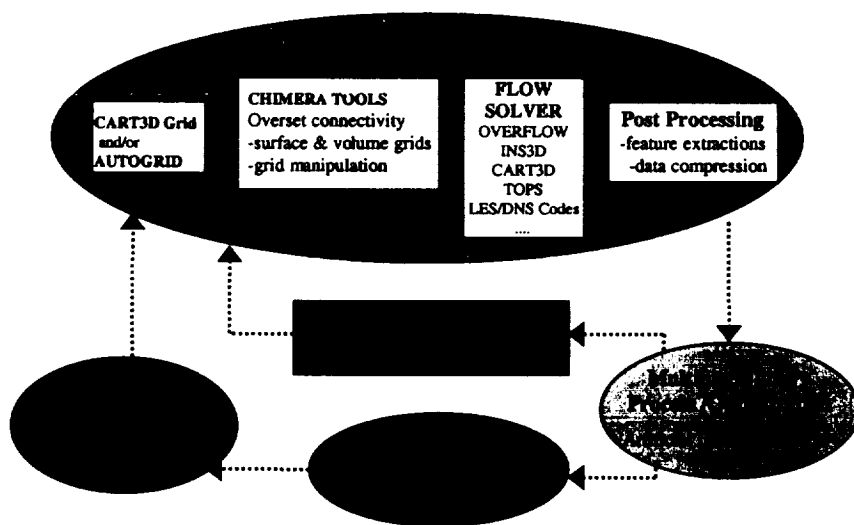 CART3D Grid
and/or
AUTOGRID
CHIMERA TOOLS
Overset connectivity
-surface & volume grids
-grid manipulation
FLOW
SOLVER
OVERFLOW
INS3D
CART3D
TOPS
LES/DNS Codes
....
Post Processing
-feature extractions
-data compression